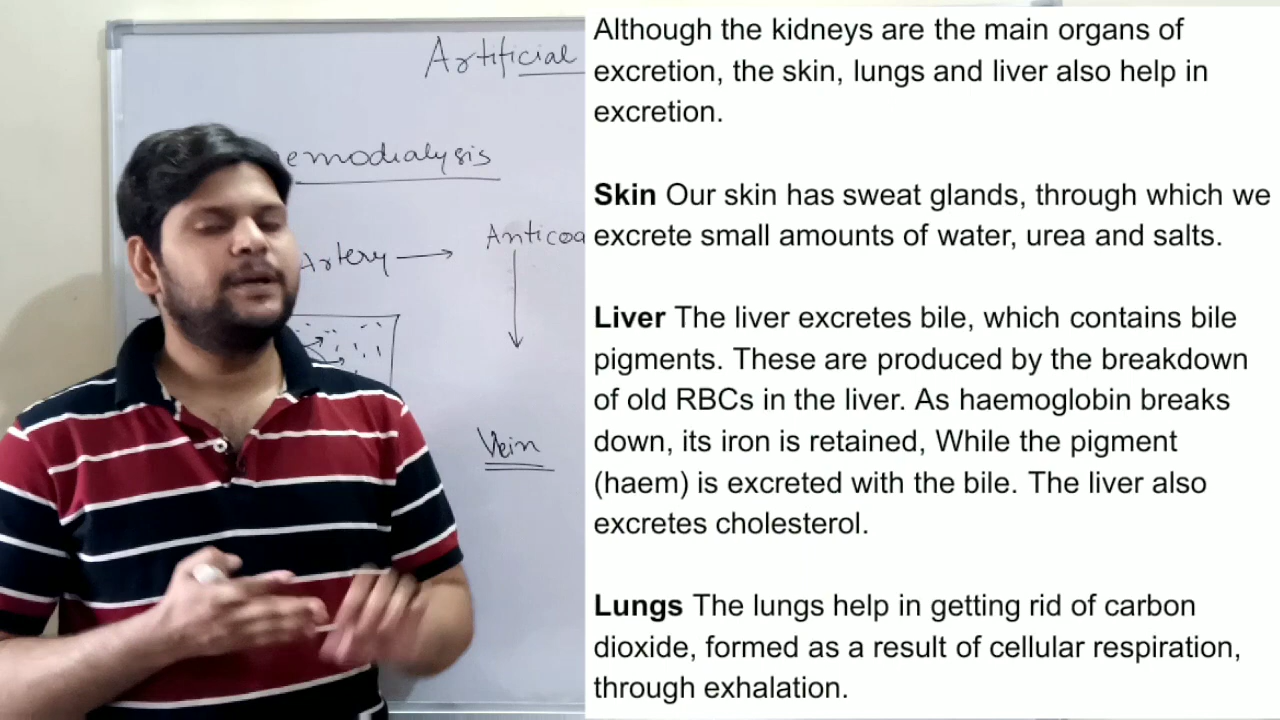 Artificial
emodialysis
Artery
Anticoa
Vein
Although the kidneys are the main organs of
excretion, the skin, lungs and liver also help in
excretion.
Skin Our skin has sweat glands, through which we
excrete small amounts of water, urea and salts.
Liver The liver excretes bile, which contains bile
pigments. These are produced by the breakdown
of old RBCs in the liver. As haemoglobin breaks
down, its iron is retained, While the pigment
(haem) is excreted with the bile. The liver also
excretes cholesterol.
Lungs The lungs help in getting rid of carbon
dioxide, formed as a result of cellular respiration,
through exhalation.